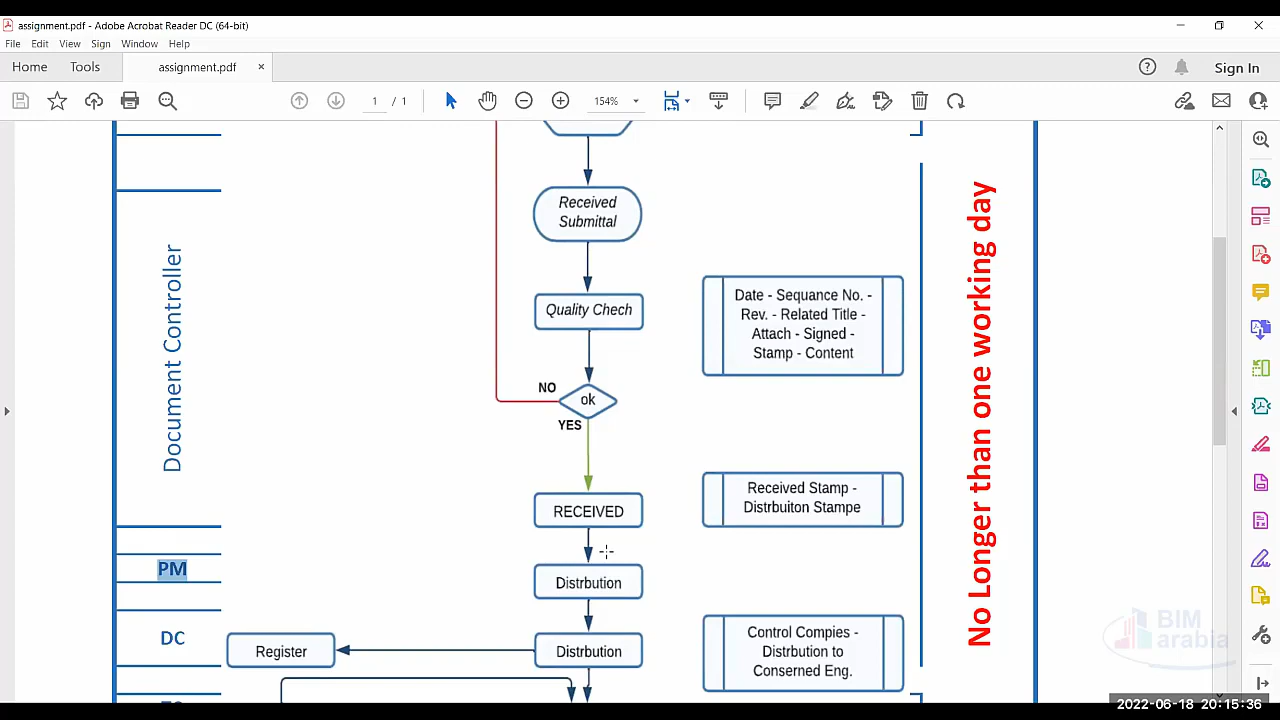 assignment.pdf - Adobe Acrobat Reader DC (64-bit)
File Edit View Sign Window Help
Home Tools assignment.pdf × Sign In
1 / 1 154%
Received
Submittal
Quality Chech
Date - Sequance No. -
Rev. - Related Title -
Attach - Signed -
Stamp - Content
NO
ok
YES
RECEIVED
Received Stamp -
Distrbuiton Stampe
Distrbution
Distrbution
Register
Control Compies -
Distrbution to
Conserned Eng.
Document Controller
PM
DC
No Longer than one working day
BIM
arabia
2022-06-18 20:15:36